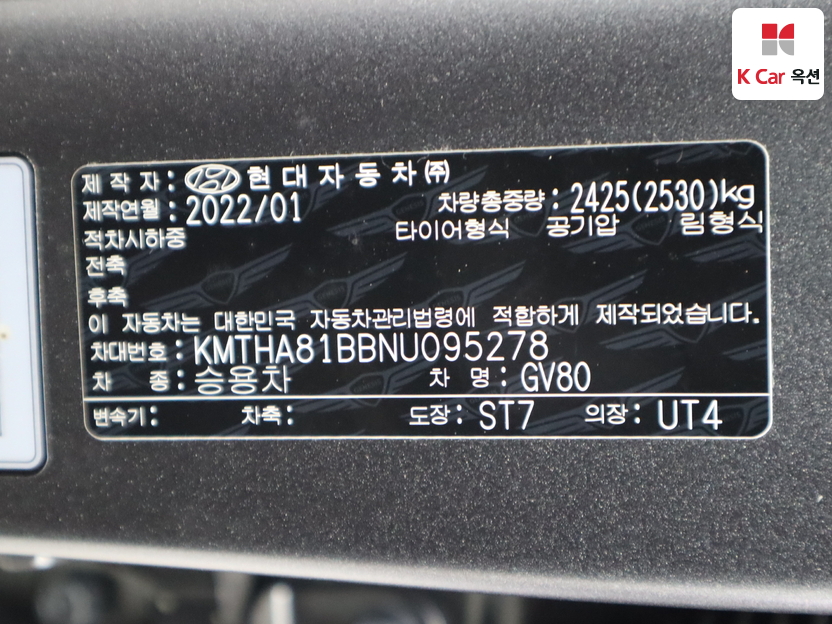 K Car 옥션
제 작 자 : 현대자동차㈜
제작연월 : 2022/01 차량총중량 : 2425(2530)kg
적차시하중 타이어형식 공기압 림형식
전축
후축
이 자동차는 대한민국 자동차관리법령에 적합하게 제작되었습니다.
차대번호 : KMTHA81BBNU095278
차 종 : 승용차 차 명 : GV80
변속기 : 차축 : 도장 : ST7 의장 : UT4